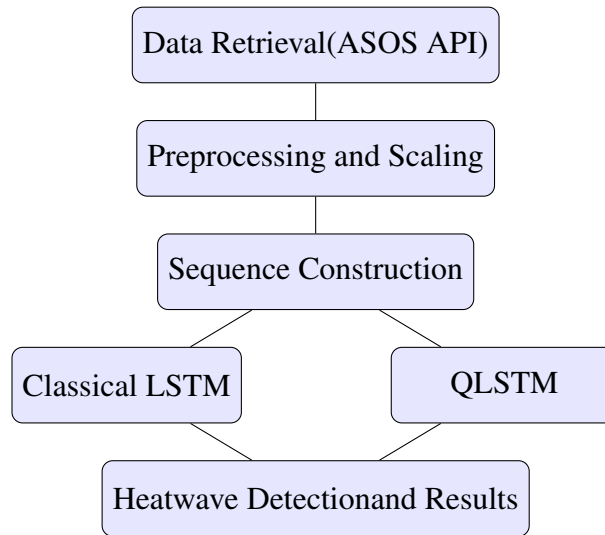 Data Retrieval(ASOS API)
Preprocessing and Scaling
Sequence Construction
Classical LSTM
QLSTM
Heatwave Detectionand Results